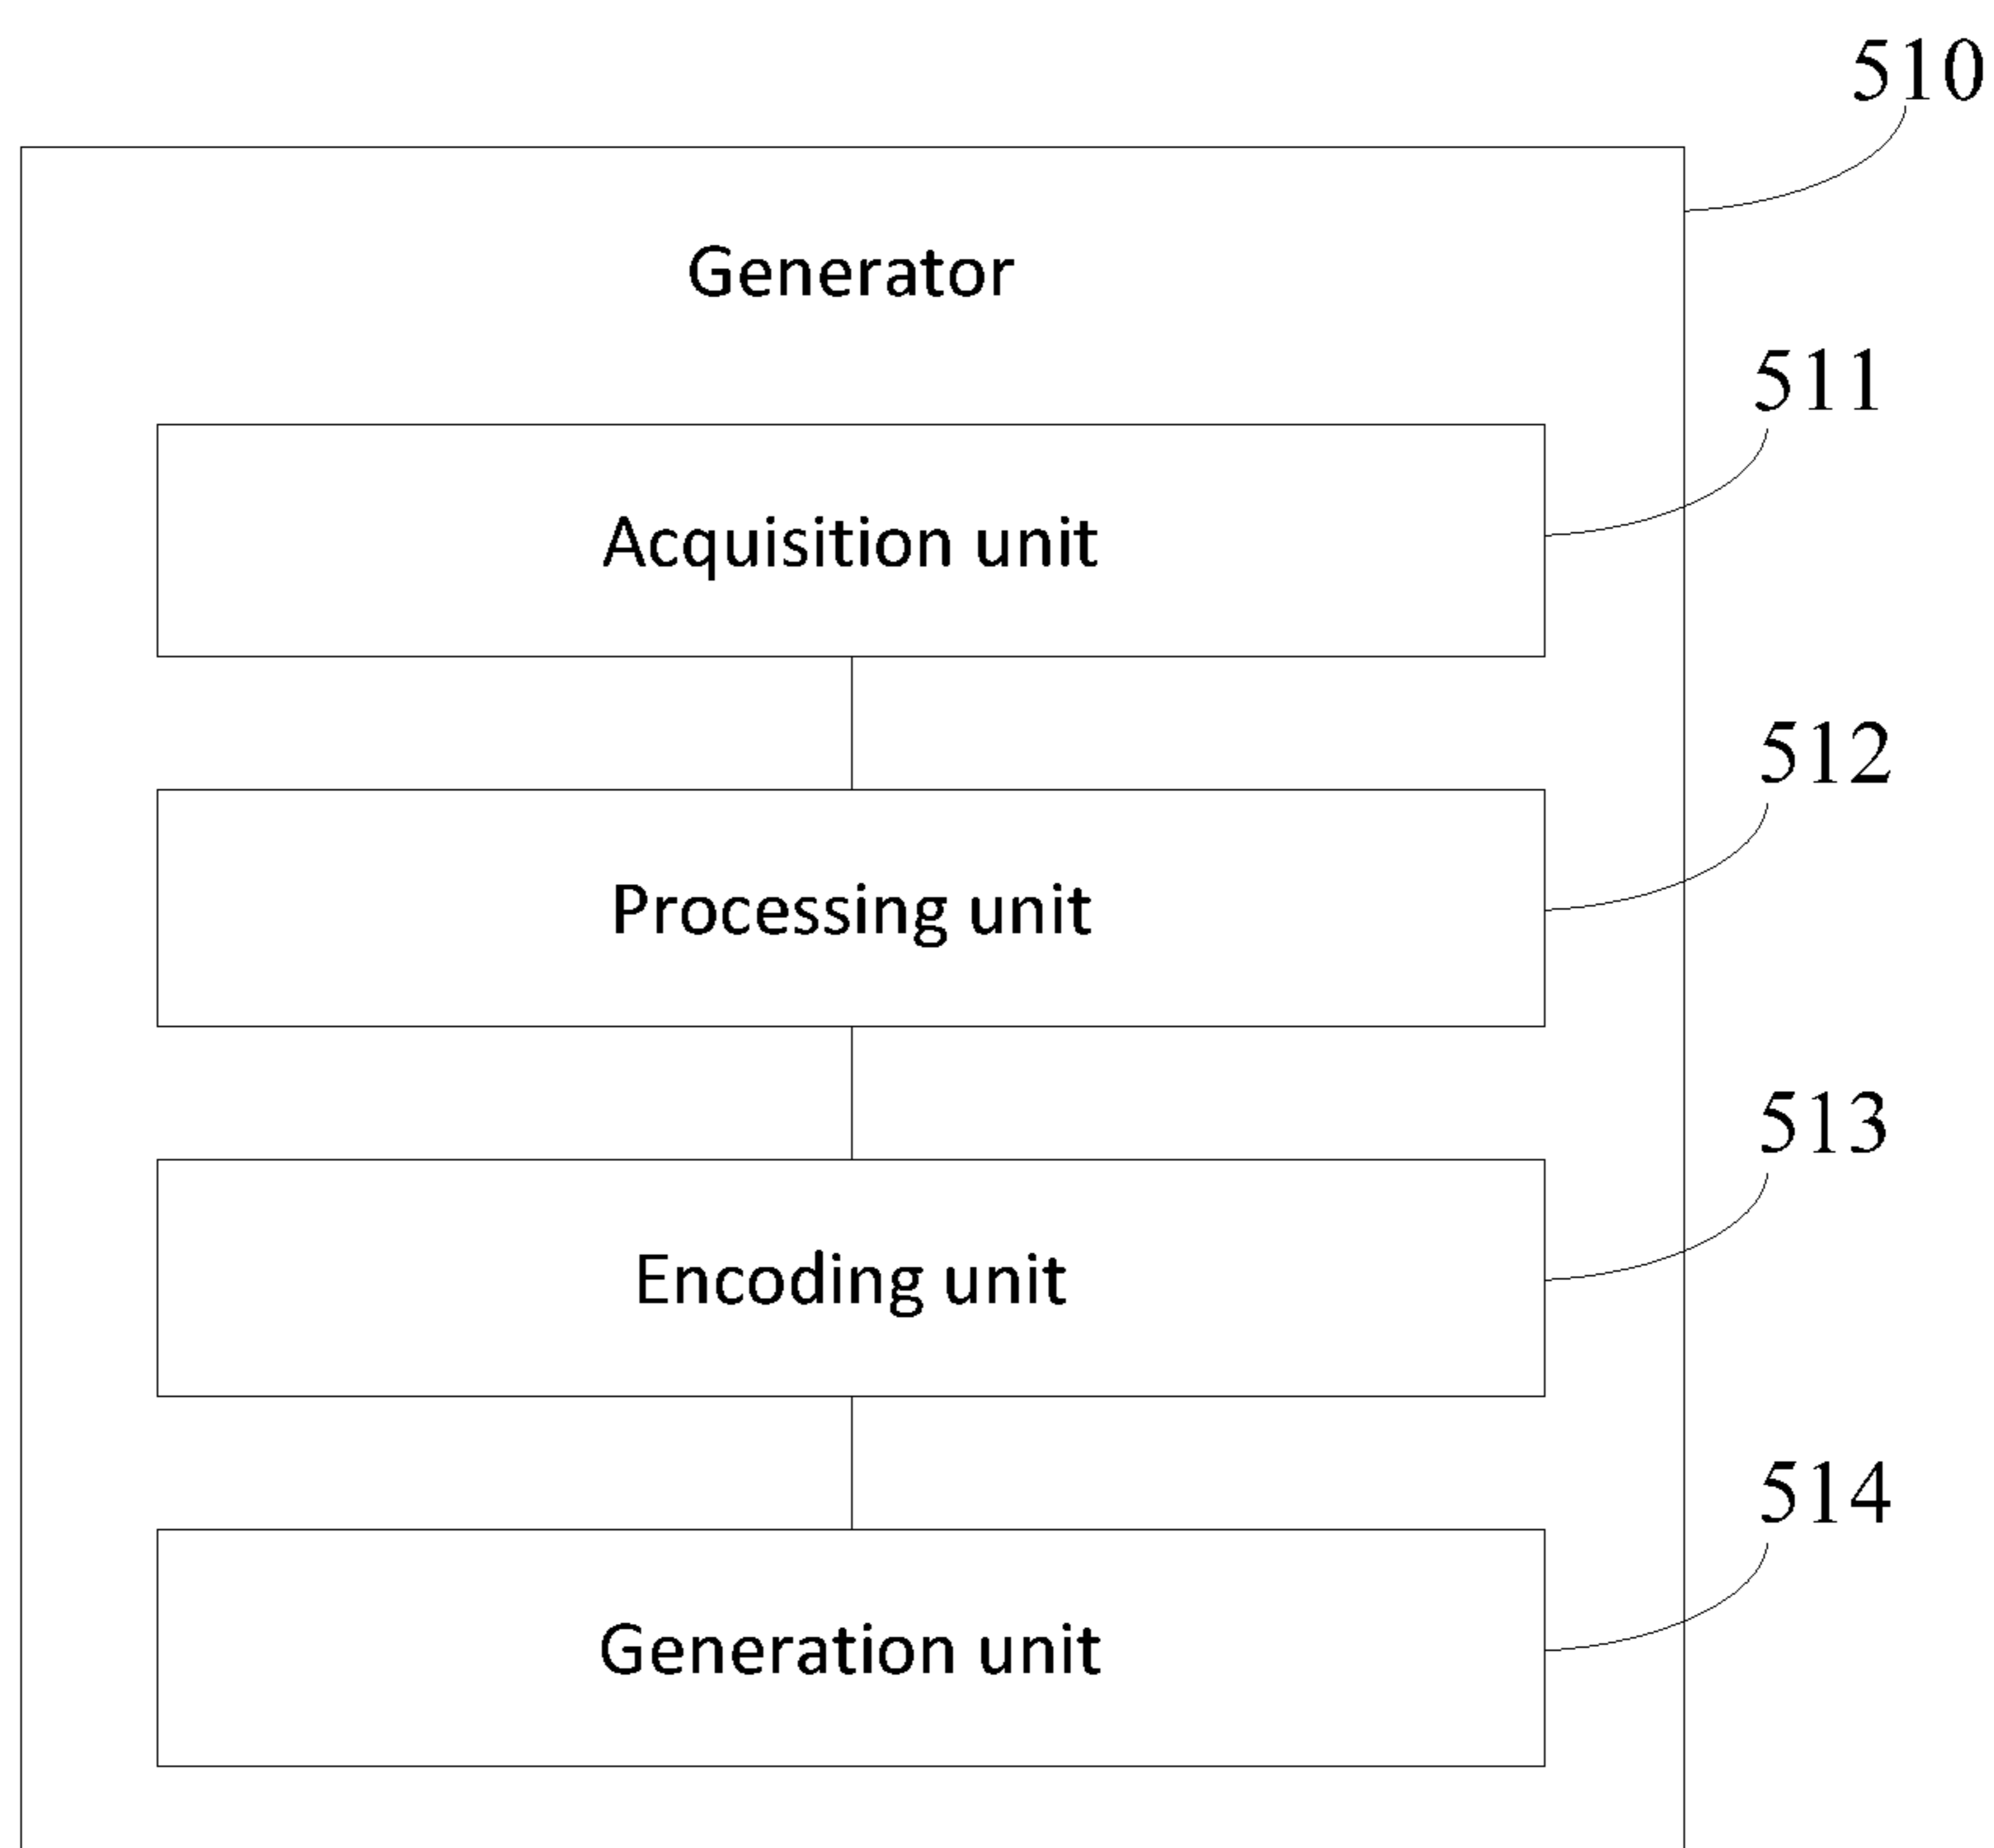 510
Generator
511
Acquisition unit
512
Processing unit
513
Encoding unit
514
Generation unit